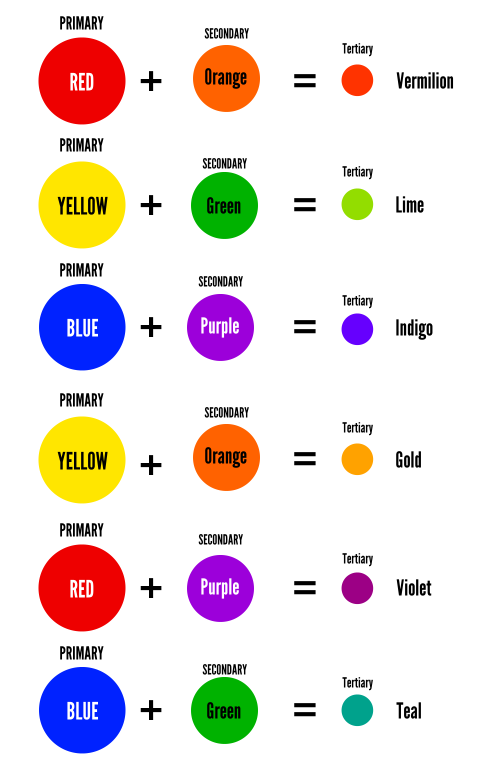 PRIMARY
SECONDARY
Tertiary
RED + Orange = Vermilion
PRIMARY
SECONDARY
Tertiary
YELLOW + Green = Lime
PRIMARY
SECONDARY
Tertiary
BLUE + Purple = Indigo
PRIMARY
SECONDARY
Tertiary
YELLOW + Orange = Gold
PRIMARY
SECONDARY
Tertiary
RED + Purple = Violet
PRIMARY
SECONDARY
Tertiary
BLUE + Green = Teal